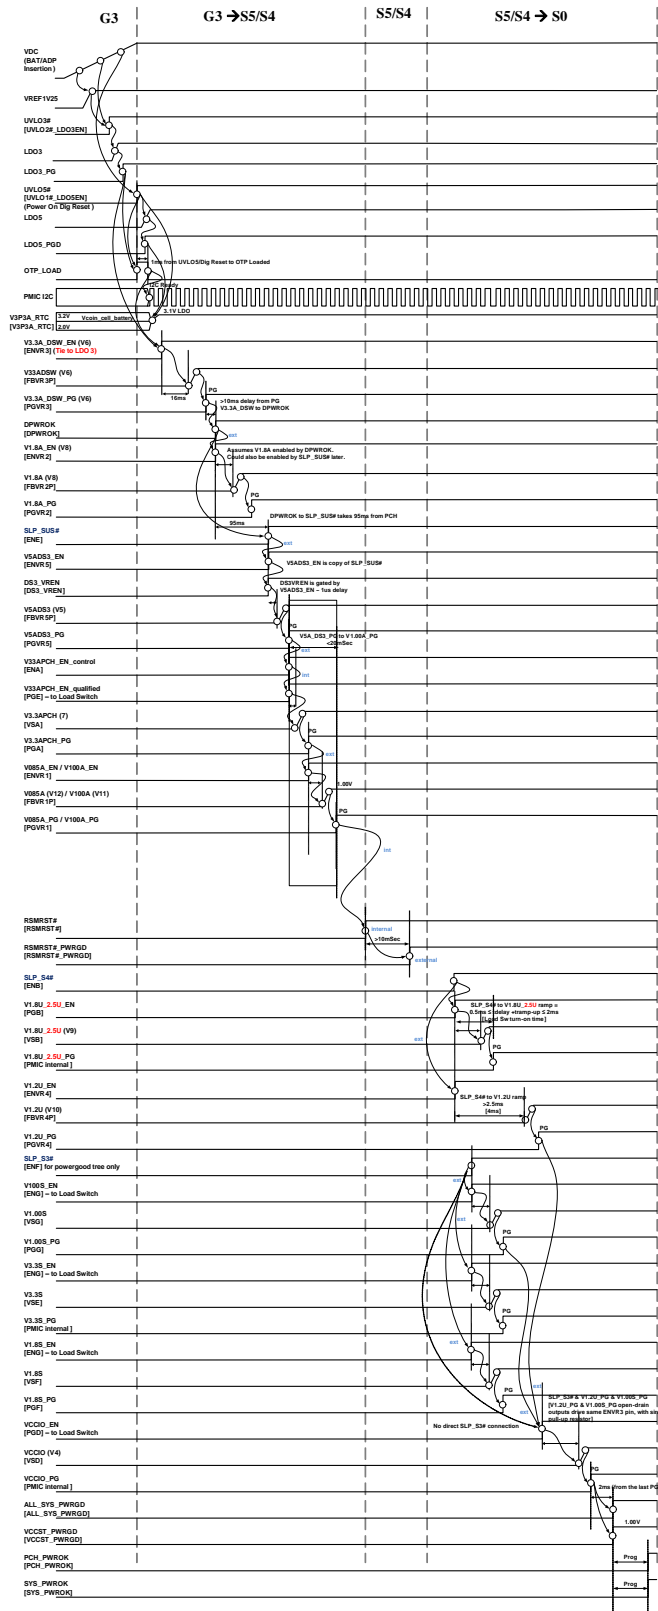 G3 G3 → S5/S4 S5/S4 S5/S4 → S0
VDC
(BAT/ADP
Insertion )
VREF1V25
UVLO3#
[UVLO2#_LDO3EN]
LDO3
LDO3_PG
UVLO5#
[UVLO1#_LDO5EN]
(Power On Dig Reset )
LDO5
LDO5_PGD
1ms from UVLO5/Dig Reset to OTP Loaded
OTP_LOAD
I2C Ready
PMIC I2C
3.1V LDO
V3P3A_RTC
[V3P3A_RTC]
3.2V
Vcoin_cell_battery
2.0V
V3.3A_DSW_EN (V6)
[ENVR3] (Tie to LDO 3)
V33ADSW (V6)
[FBVR3P]
16ms
PG
V3.3A_DSW_PG (V6)
[PGVR3]
>10ms delay from PG
V3.3A_DSW to DPWROK
DPWROK
[DPWROK]
ext
V1.8A_EN (V8)
[ENVR2]
Assumes V1.8A enabled by DPWROK.
Could also be enabled by SLP_SUS# later.
V1.8A (V8)
[FBVR2P]
PG
V1.8A_PG
[PGVR2]
DPWROK to SLP_SUS# takes 95ms from PCH
95ms
SLP_SUS#
[ENE]
ext
V5ADS3_EN
[ENVR5]
V5ADS3_EN is copy of SLP_SUS#
DS3_VREN
[DS3_VREN]
DS3VREN is gated by
V5ADS3_EN – 1us delay
V5ADS3 (V5)
[FBVR5P]
PG
V5ADS3_PG
[PGVR5]
V5A_DS3_PG to V1.00A_PG
<20mSec
ext
V33APCH_EN_control
[ENA]
int
V33APCH_EN_qualified
[PGE] – to Load Switch
V3.3APCH (7)
[VSA]
PG
V3.3APCH_PG
[PGA]
ext
V085A_EN / V100A_EN
[ENVR1]
1.00V
V085A (V12) / V100A (V11)
[FBVR1P]
PG
V085A_PG / V100A_PG
[PGVR1]
int
RSMRST#
[RSMRST#]
internal
>10mSec
RSMRST#_PWRGD
[RSMRST#_PWRGD]
external
SLP_S4#
[ENB]
V1.8U_2.5U_EN
[PGB]
SLP_S4# to V1.8U_2.5U ramp =
0.5ms ≤ delay +tramp-up ≤ 2ms
[Load Sw turn-on time]
V1.8U_2.5U (V9)
[VSB]
ext
PG
V1.8U_2.5U_PG
[PMIC internal ]
V1.2U_EN
[ENVR4]
SLP_S4# to V1.2U ramp
>2.5ms
[4ms]
V1.2U (V10)
[FBVR4P]
PG
V1.2U_PG
[PGVR4]
SLP_S3#
[ENF] for powergood tree only
ext
V100S_EN
[ENG] – to Load Switch
V1.00S
[VSG]
ext
PG
V1.00S_PG
[PGG]
V3.3S_EN
[ENG] – to Load Switch
V3.3S
[VSE]
PG
V3.3S_PG
[PMIC internal ]
V1.8S_EN
[ENG] – to Load Switch
ext
ext
V1.8S
[VSF]
PG
V1.8S_PG
[PGF]
SLP_S3# & V1.2U_PG & V1.00S_PG
[V1.2U_PG & V1.00S_PG open-drain
outputs drive same ENVR3 pin, with sin
pull-up resistor]
ext
No direct SLP_S3# connection
VCCIO_EN
[PGD] – to Load Switch
VCCIO (V4)
[VSD]
PG
VCCIO_PG
[PMIC internal ]
2ms (from the last PG
ALL_SYS_PWRGD
[ALL_SYS_PWRGD]
1.00V
VCCST_PWRGD
[VCCST_PWRGD]
PCH_PWROK
[PCH_PWROK]
Prog
SYS_PWROK
[SYS_PWROK]
Prog